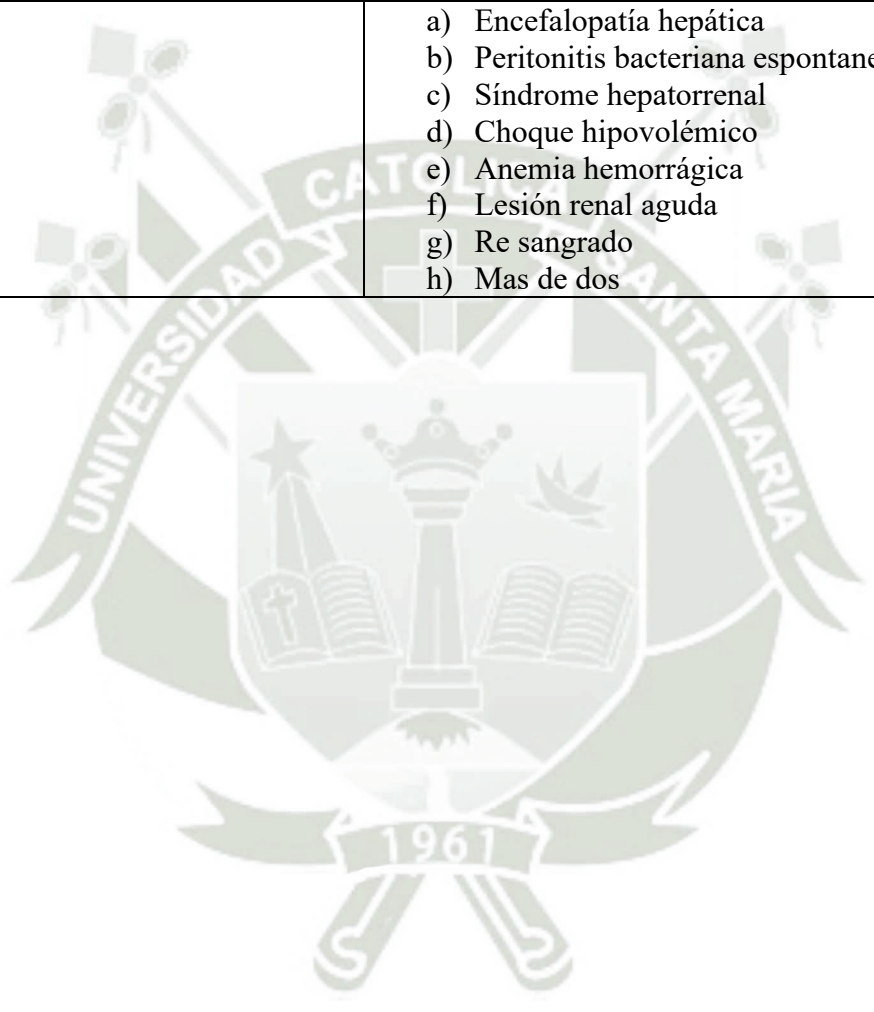 a) Encefalopatía hepática
b) Peritonitis bacteriana
c) Síndrome hepatorrenal
d) Choque hipovolémico
e) Anemia hemorrágica
f) Lesión renal aguda
g) Re sangrado
h) Mas de dos
UNIVERSIDAD CATOLICA SANTA MARIA
1961